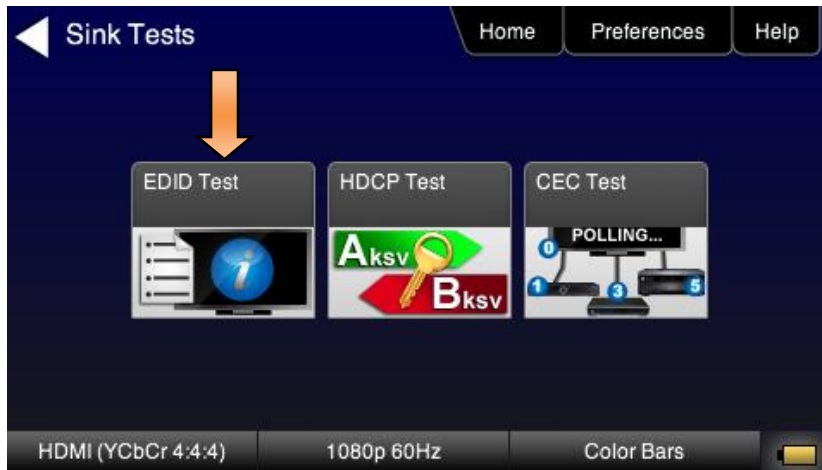 Sink Tests
Home
Preferences
Help
EDID Test
HDCP Test
CEC Test
i
Aksv
Bksv
POLLING...
0
1
3
5
HDMI (YCbCr 4:4:4)
1080p 60Hz
Color Bars